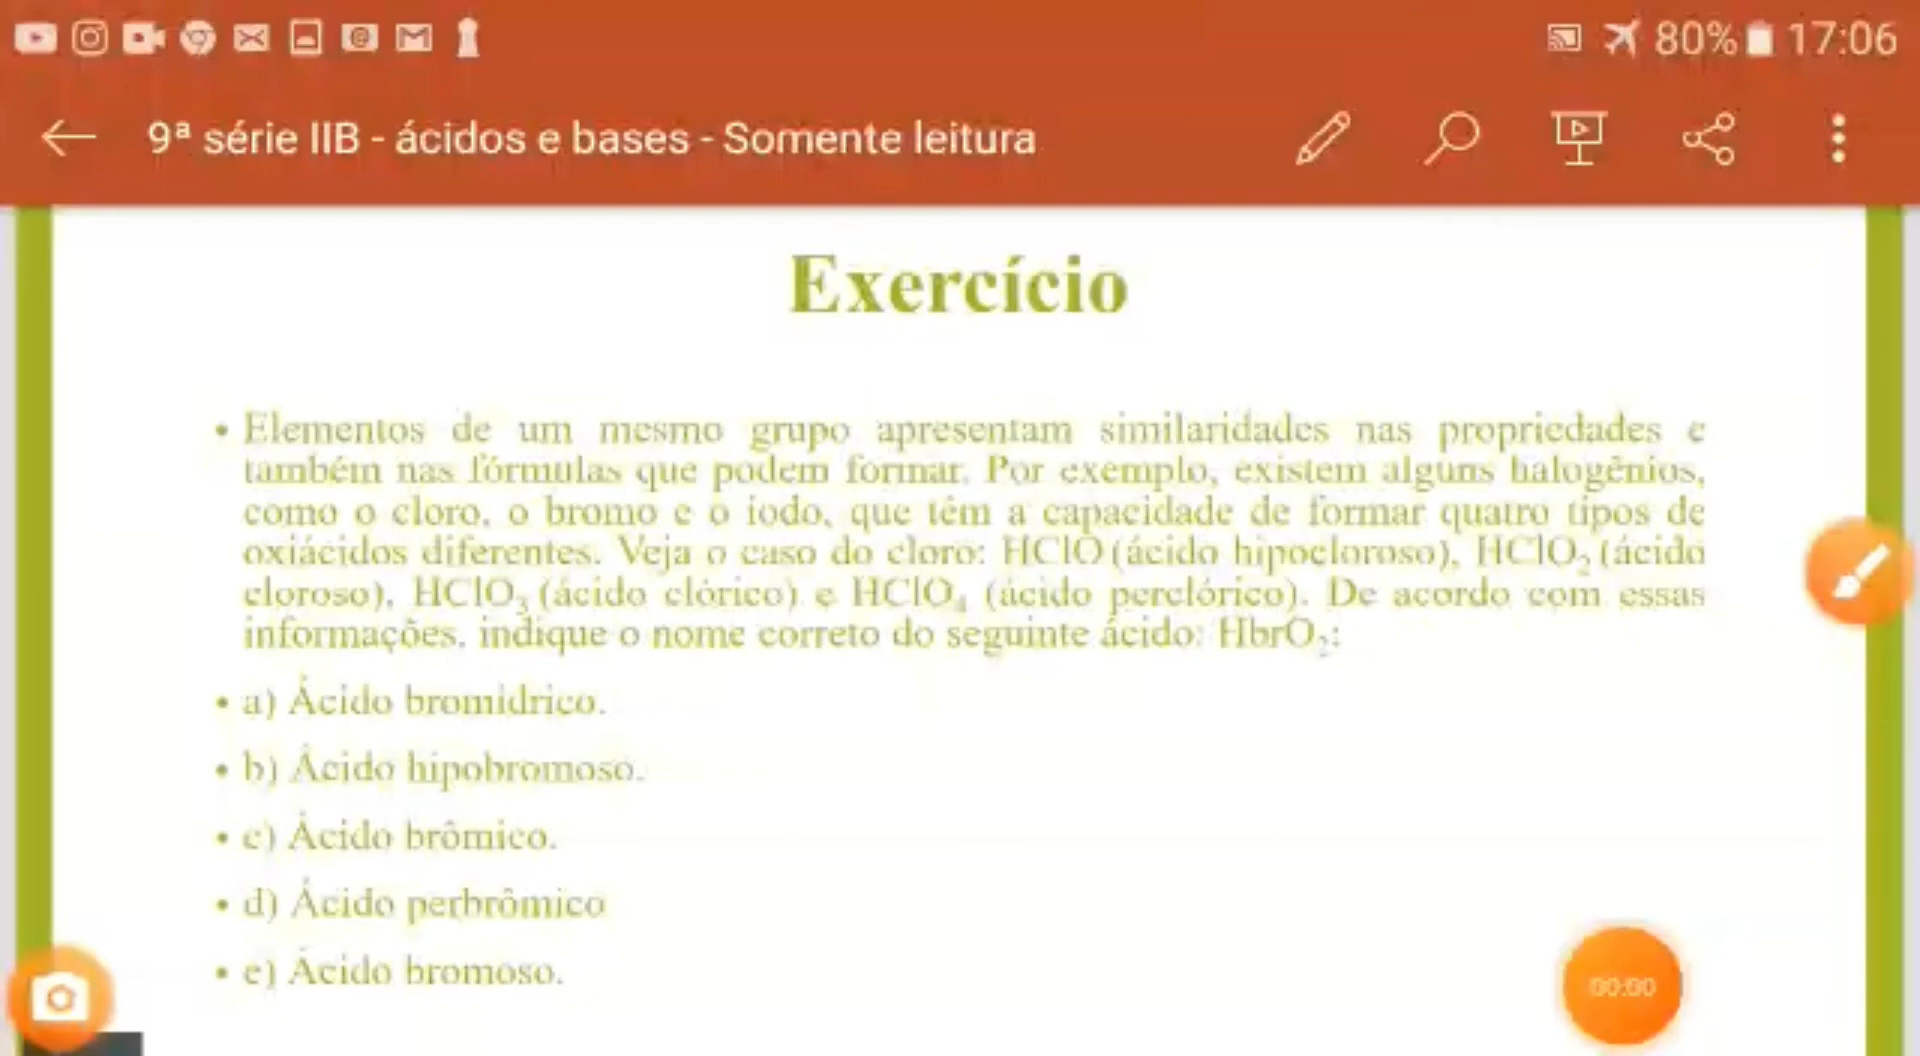 80% 17:06
9ª série IIB - ácidos e bases - Somente leitura
Exercício
• Elementos de um mesmo grupo apresentam similaridades nas propriedades e
também nas fórmulas que podem formar. Por exemplo, existem alguns halogênios,
como o cloro, o bromo e o iodo, que têm a capacidade de formar quatro tipos de
oxiácidos diferentes. Veja o caso do cloro: HClO (ácido hipocloroso), HClO₂ (ácido
cloroso), HClO₃ (ácido clórico) e HClO₄ (ácido perclórico). De acordo com essas
informações, indique o nome correto do seguinte ácido: HbrO₂:
• a) Ácido bromídrico.
• b) Ácido hipobromoso.
• c) Ácido brômico.
• d) Ácido perbrômico
• e) Ácido bromoso.
00:00